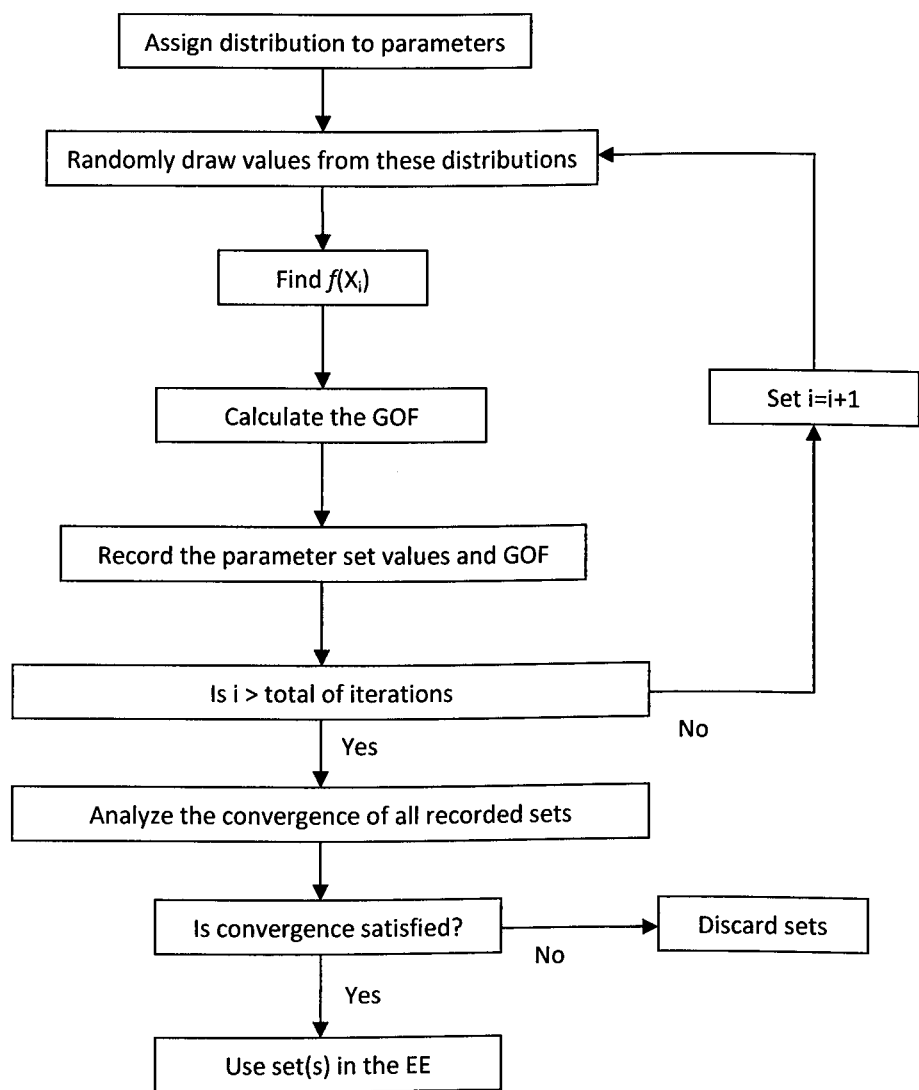 Assign distribution to parameters
Randomly draw values from these distributions
Find f(Xi)
Calculate the GOF
Set i=i+1
Record the parameter set values and GOF
Is i > total of iterations
No
Yes
Analyze the convergence of all recorded sets
Is convergence satisfied?
Discard sets
No
Yes
Use set(s) in the EE